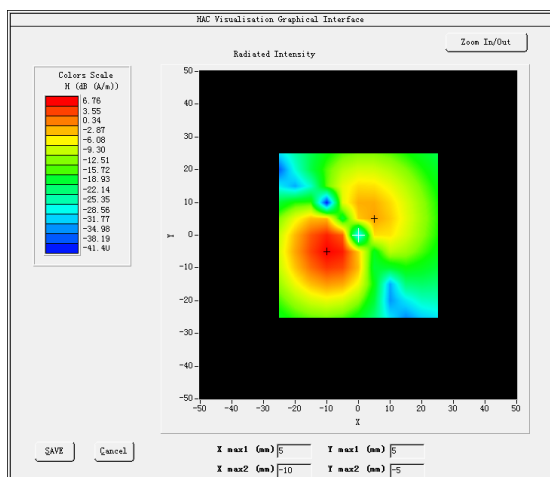 HAC Visualisation Graphical Interface
Zoom In/Out
Radiated Intensity
Colors Scale
H (dB (A/m))
6.76
3.55
0.34
-2.87
-6.08
-9.30
-12.51
-15.72
-18.93
-22.14
-25.35
-28.56
-31.77
-34.98
-38.19
-41.40
50
40
30
20
10
0
-10
-20
-30
-40
-50
Y
-50 -40 -30 -20 -10 0 10 20 30 40 50
X
SAVE
Cancel
X max1 (mm) 5 Y max1 (mm) 5
X max2 (mm) -10 Y max2 (mm) -5